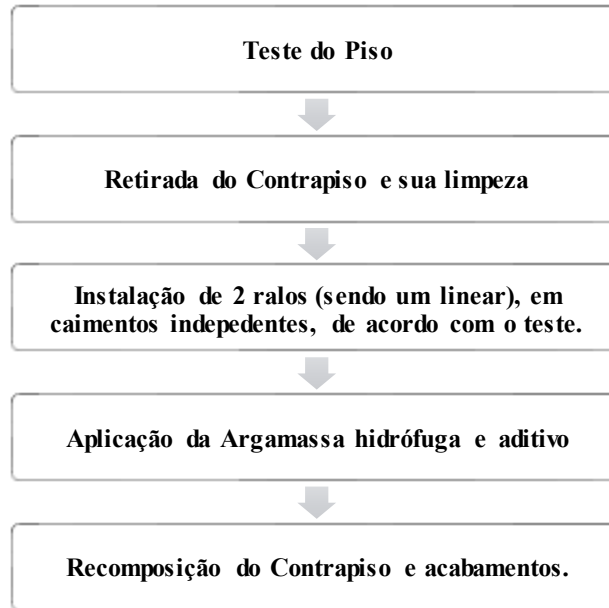 Teste do Piso
Retirada do Contrapiso e sua limpeza
Instalação de 2 ralos (sendo um linear), em
caimentos indepedentes, de acordo com o teste.
Aplicação da Argamassa hidrófuga e aditivo
Recomposição do Contrapiso e acabamentos.